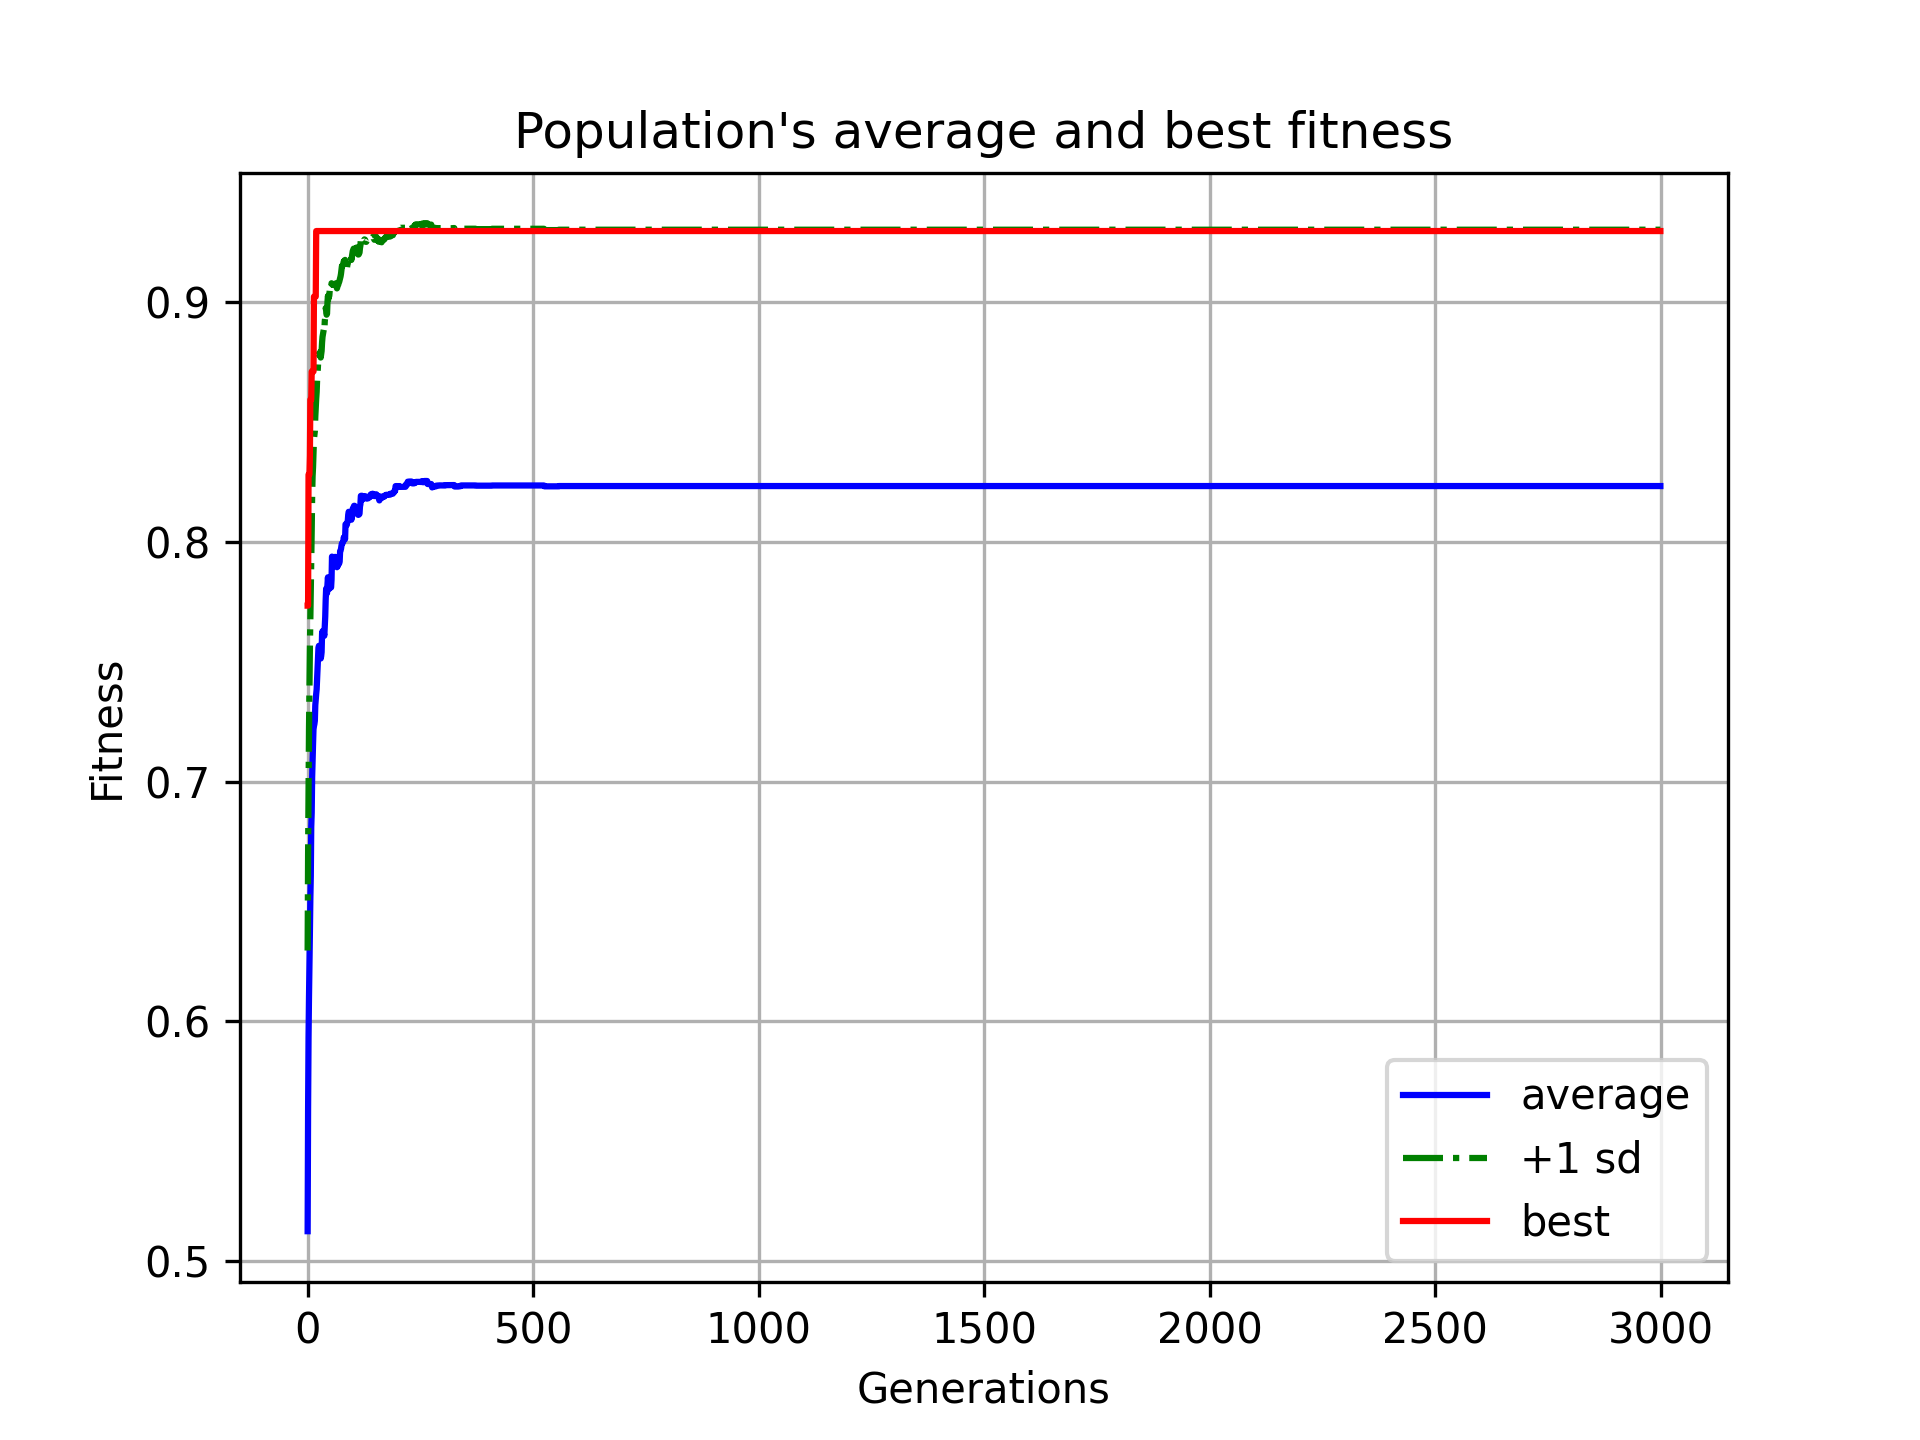 Population's average and best fitness
0.9
0.8
0.7
0.6
0.5
Fitness
average
+1 sd
best
0 500 1000 1500 2000 2500 3000
Generations